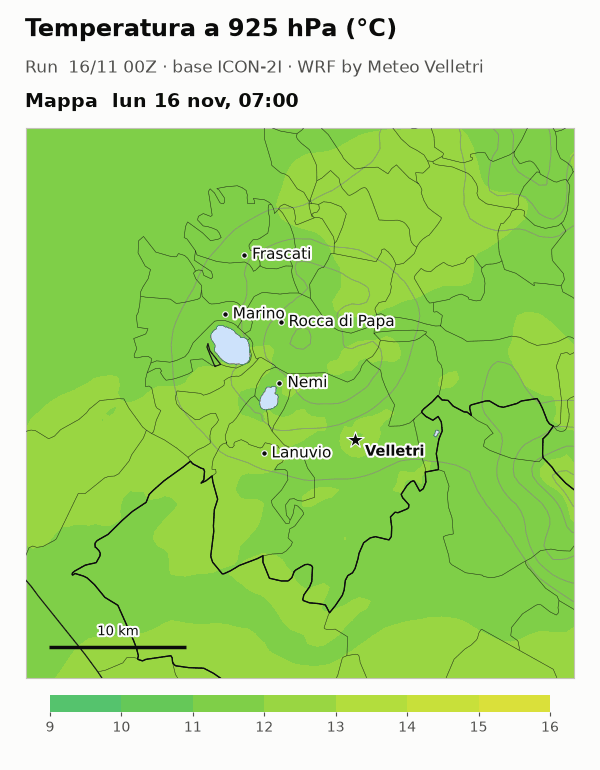 Temperatura a 925 hPa (°C)
Run  16/11 00Z · base ICON-2I · WRF by Meteo Velletri
Mappa  lun 16 nov, 07:00
Frascati
Marino
Rocca di Papa
Nemi
Velletri
Lanuvio
10 km
9 10 11 12 13 14 15 16